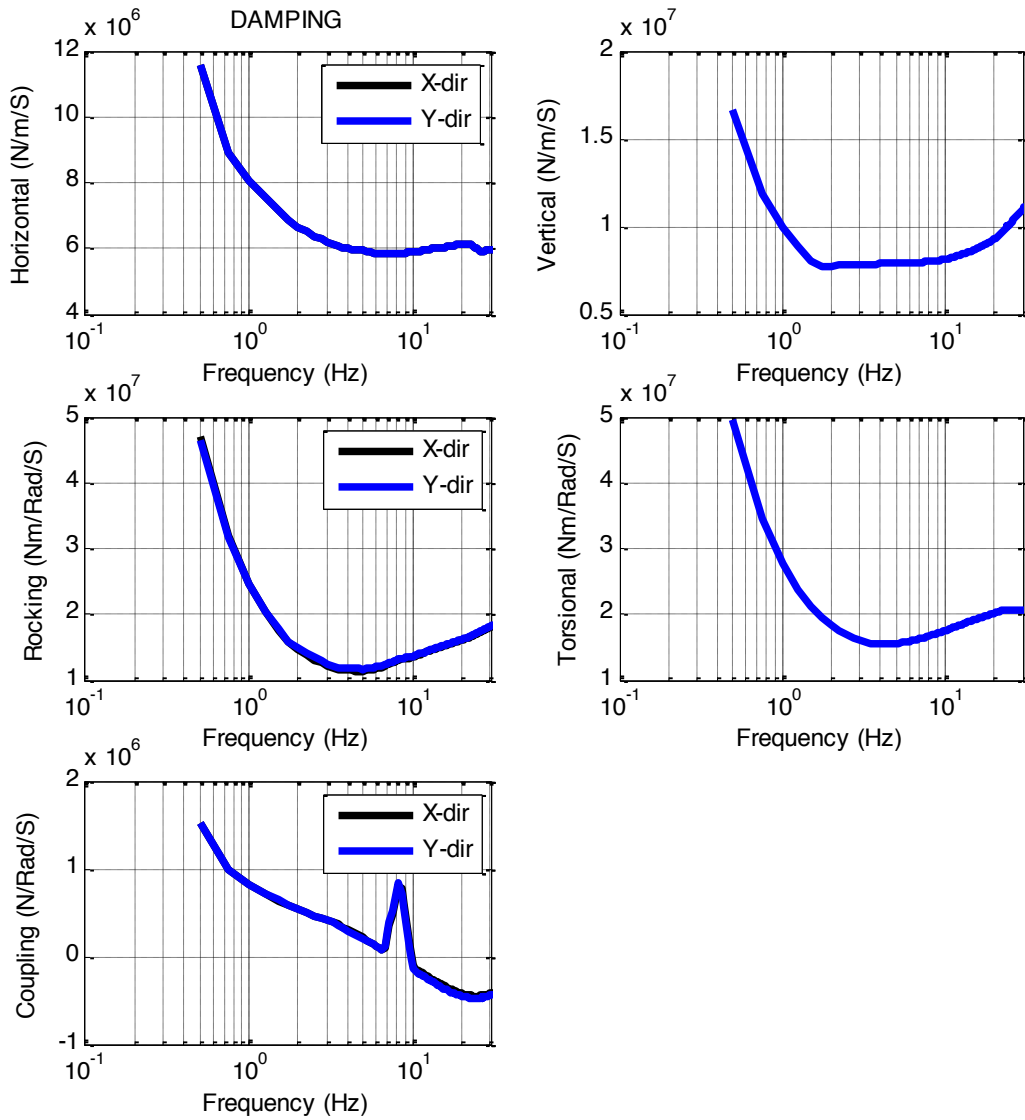 DAMPING
x 10^6
12
10
8
6
4
Horizontal (N/m/S)
X-dir
Y-dir
10^-1
10^0
10^1
Frequency (Hz)
x 10^7
2
1.5
1
0.5
Vertical (N/m/S)
10^-1
10^0
10^1
Frequency (Hz)
x 10^7
5
4
3
2
1
Rocking (Nm/Rad/S)
X-dir
Y-dir
10^-1
10^0
10^1
Frequency (Hz)
x 10^7
5
4
3
2
1
Torsional (Nm/Rad/S)
10^-1
10^0
10^1
Frequency (Hz)
x 10^6
2
1
0
-1
Coupling (N/Rad/S)
X-dir
Y-dir
10^-1
10^0
10^1
Frequency (Hz)